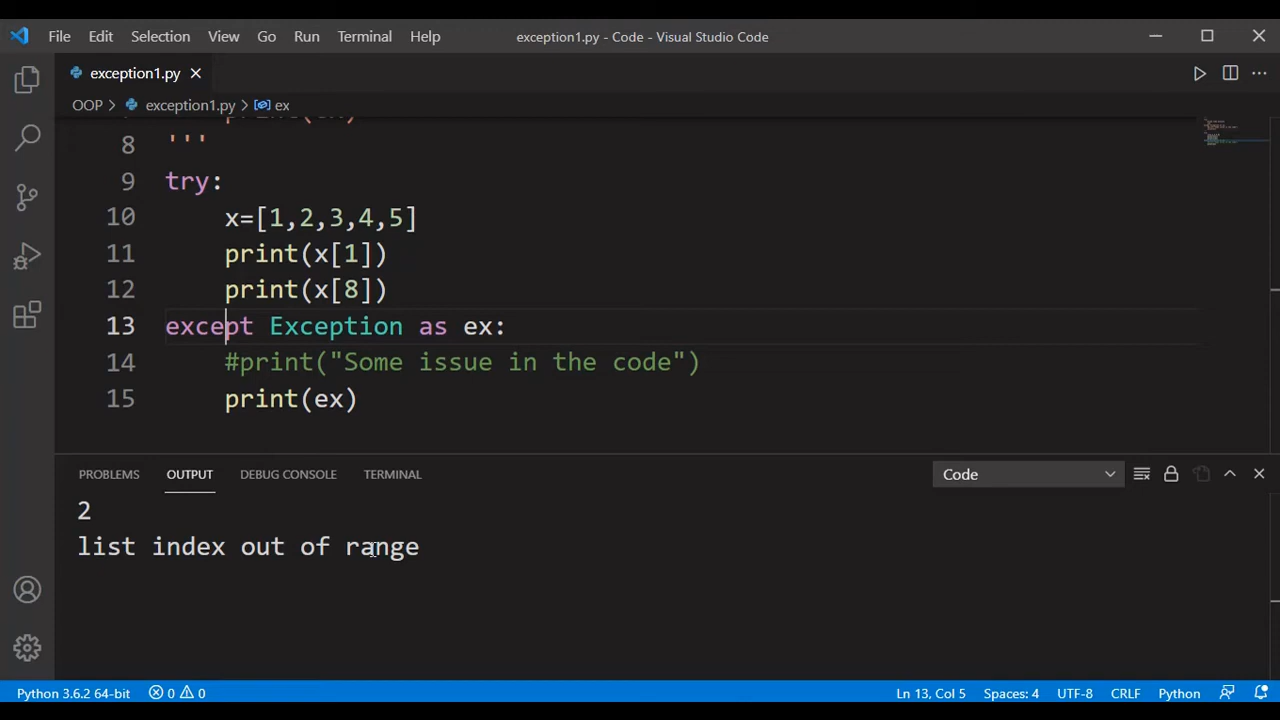 File Edit Selection View Go Run Terminal Help exception1.py - Code - Visual Studio Code
exception1.py
OOP > exception1.py > ex
8 '''
9 try:
10 x=[1,2,3,4,5]
11 print(x[1])
12 print(x[8])
13 except Exception as ex:
14 #print("Some issue in the code")
15 print(ex)
PROBLEMS OUTPUT DEBUG CONSOLE TERMINAL Code
2
list index out of range
Python 3.6.2 64-bit 0 0 Ln 13, Col 5 Spaces: 4 UTF-8 CRLF Python